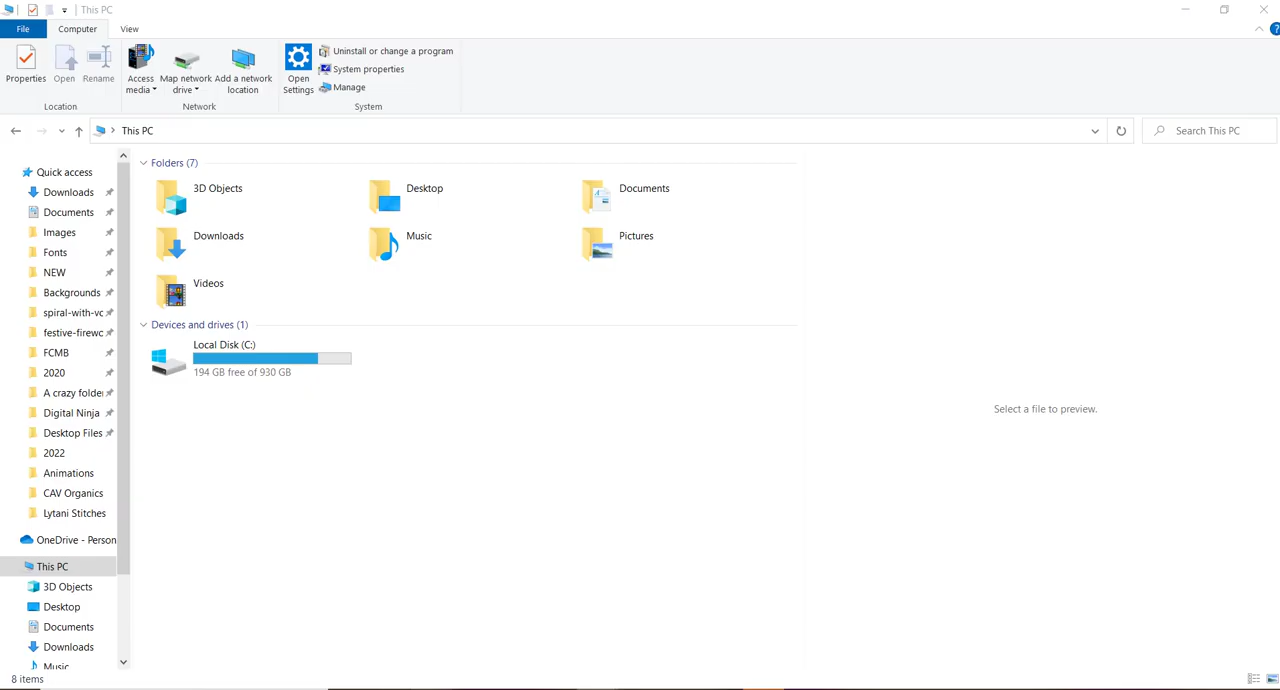 This PC
File
Computer
View
?
Properties
Open
Rename
Location
Access media
Map network drive
Add a network location
Network
Open Settings
Uninstall or change a program
System properties
Manage
System
This PC
Search This PC
Quick access
Downloads
Documents
Images
Fonts
NEW
Backgrounds
spiral-with-vc
festive-firewc
FCMB
2020
A crazy folder
Digital Ninja
Desktop Files
2022
Animations
CAV Organics
Lytani Stitches
OneDrive - Person
This PC
3D Objects
Desktop
Documents
Downloads
Music
Folders (7)
3D Objects
Desktop
Documents
Downloads
Music
Pictures
Videos
Devices and drives (1)
Local Disk (C:)
194 GB free of 930 GB
Select a file to preview.
8 items